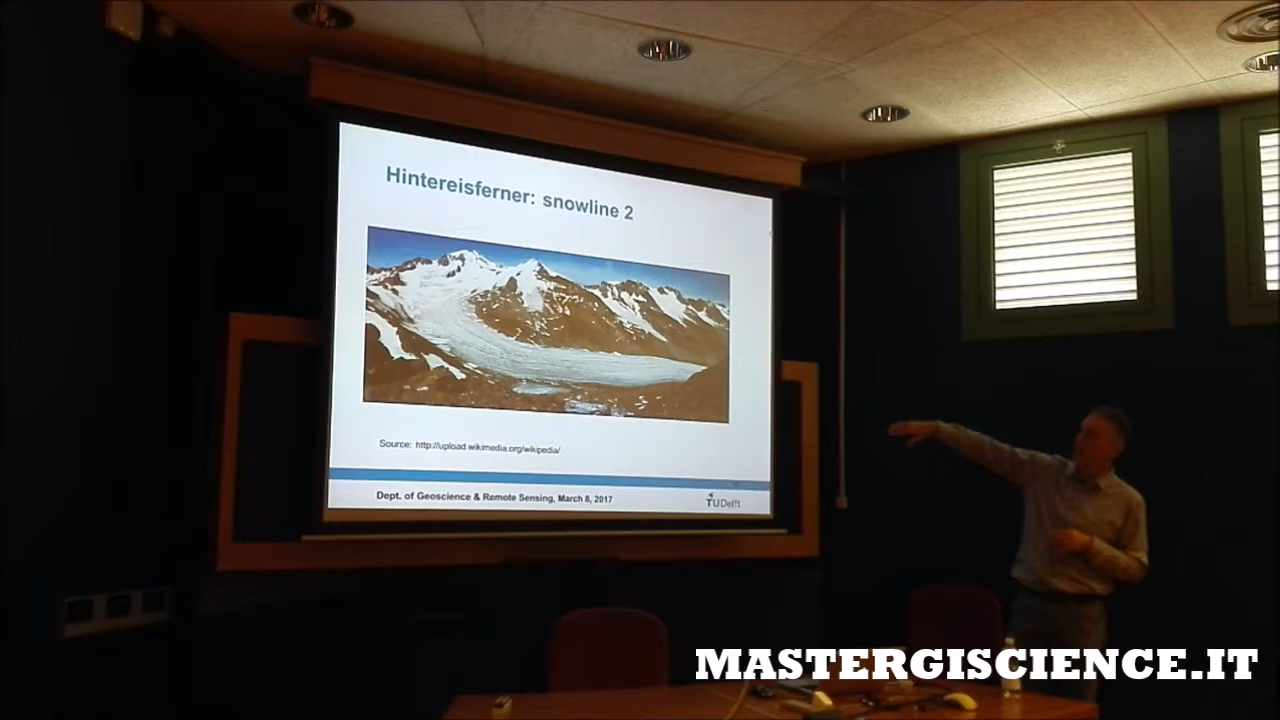 Hintereisferner: snowline 2
Source: http://upload.wikimedia.org/wikipedia/
Dept. of Geoscience & Remote Sensing, March 8, 2017
TUDelft
MASTERGISCIENCE.IT